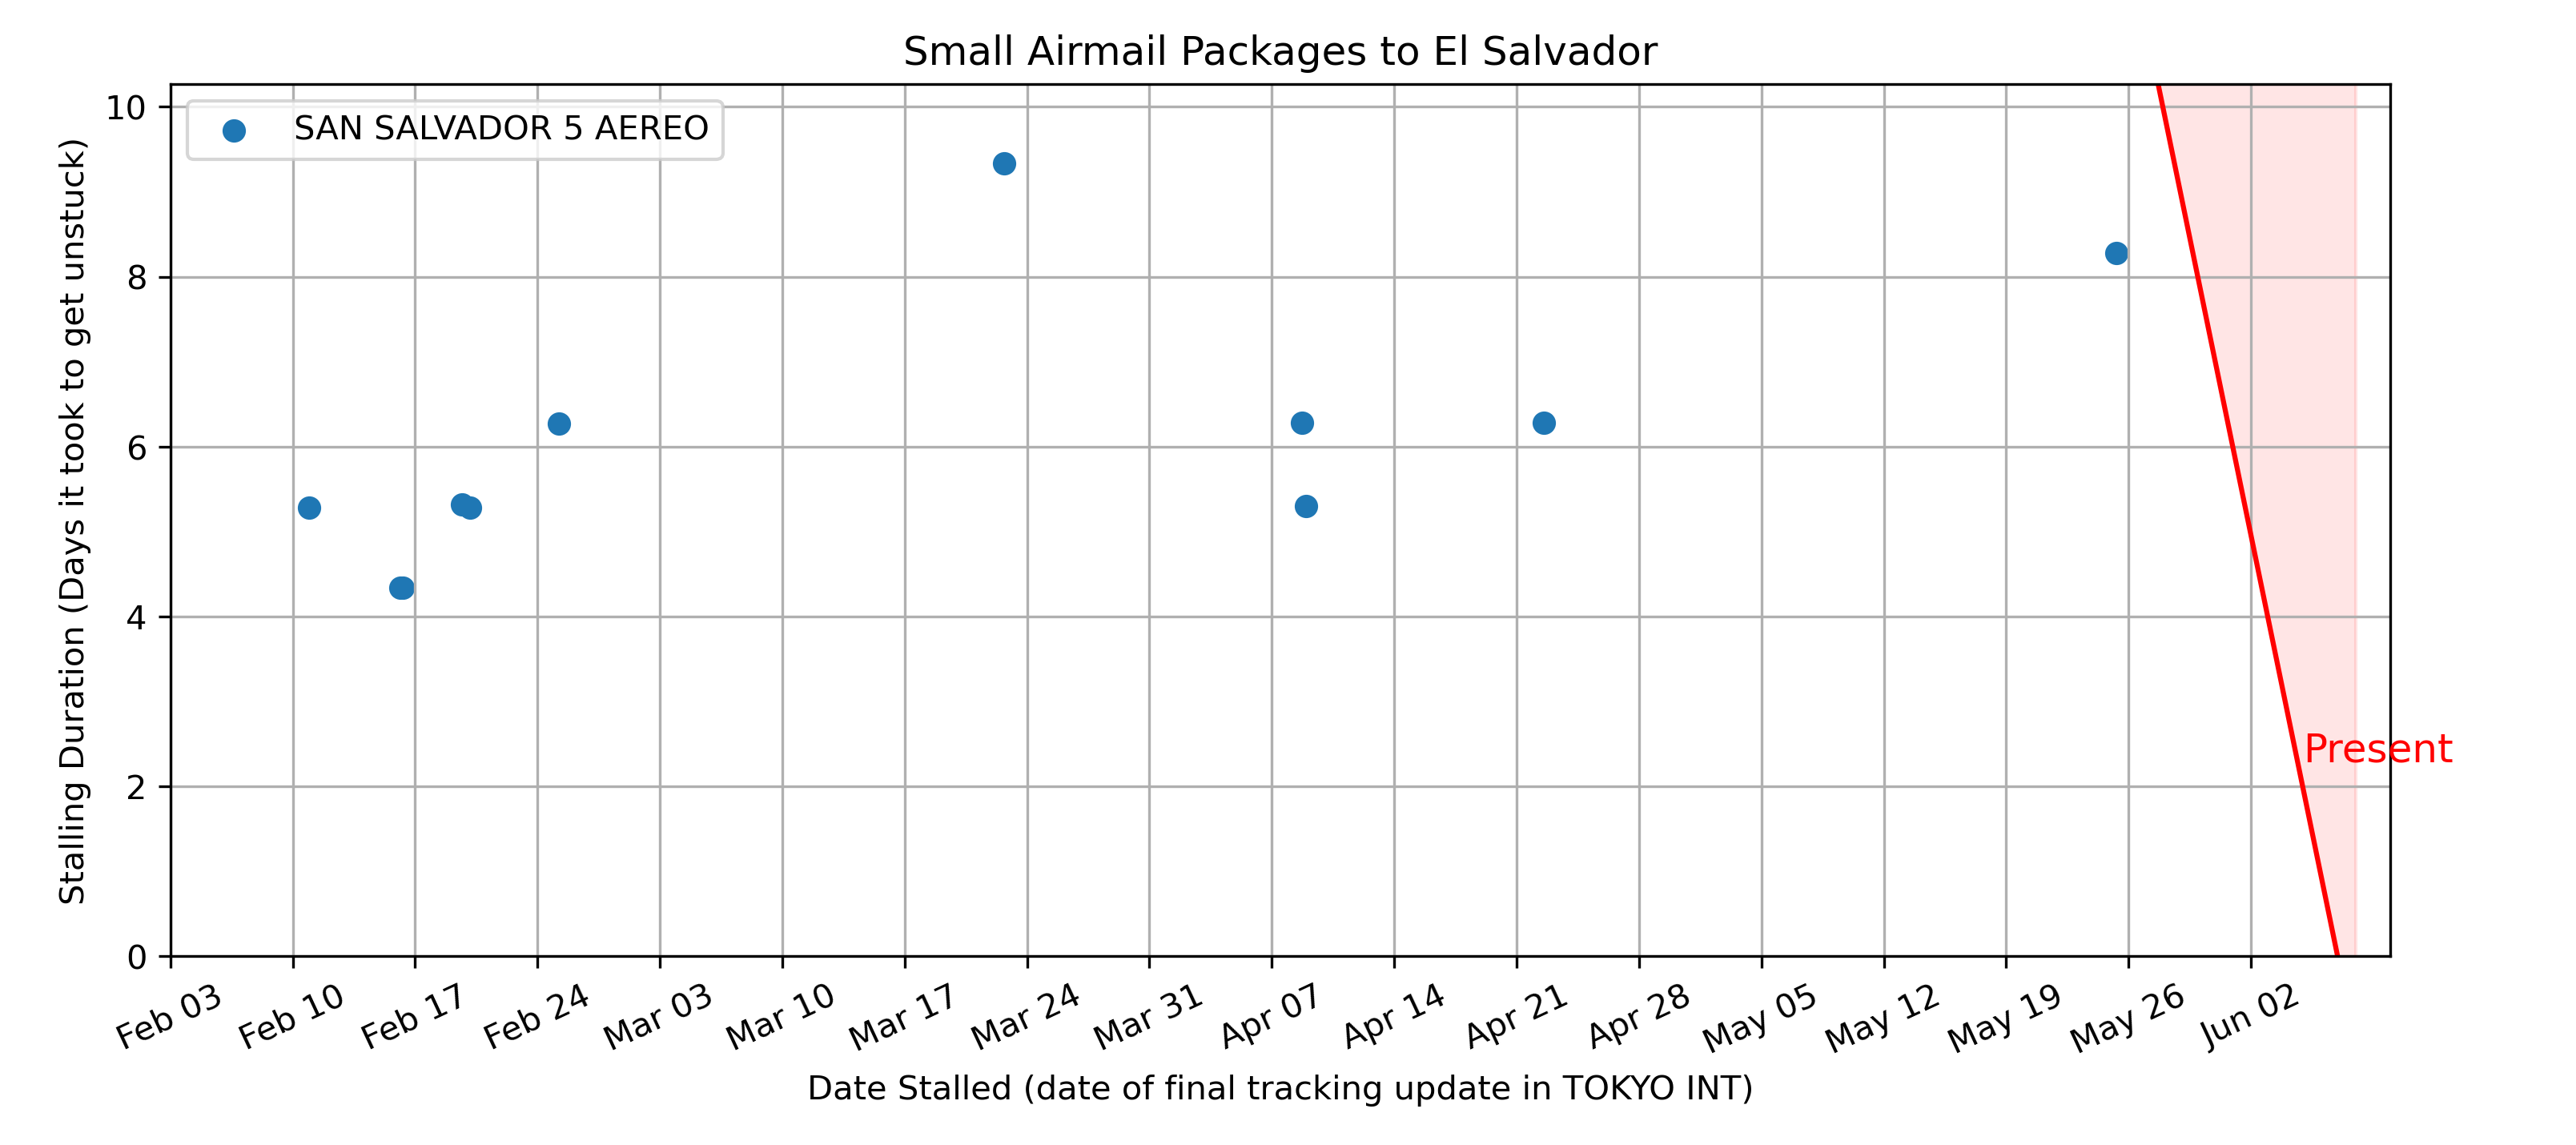 Small Airmail Packages to El Salvador
SAN SALVADOR 5 AEREO
Stalling Duration (Days it took to get unstuck)
10
8
6
4
2
0
Present
Feb 03
Feb 10
Feb 17
Feb 24
Mar 03
Mar 10
Mar 17
Mar 24
Mar 31
Apr 07
Apr 14
Apr 21
Apr 28
May 05
May 12
May 19
May 26
Jun 02
Date Stalled (date of final tracking update in TOKYO INT)